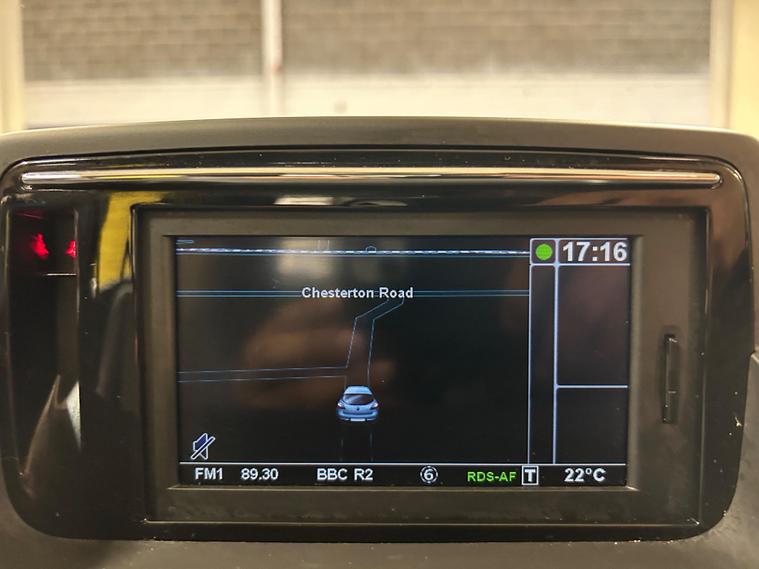 17:16
Chesterton Road
FM1 89.30 BBC R2 6 RDS-AF T 22°C